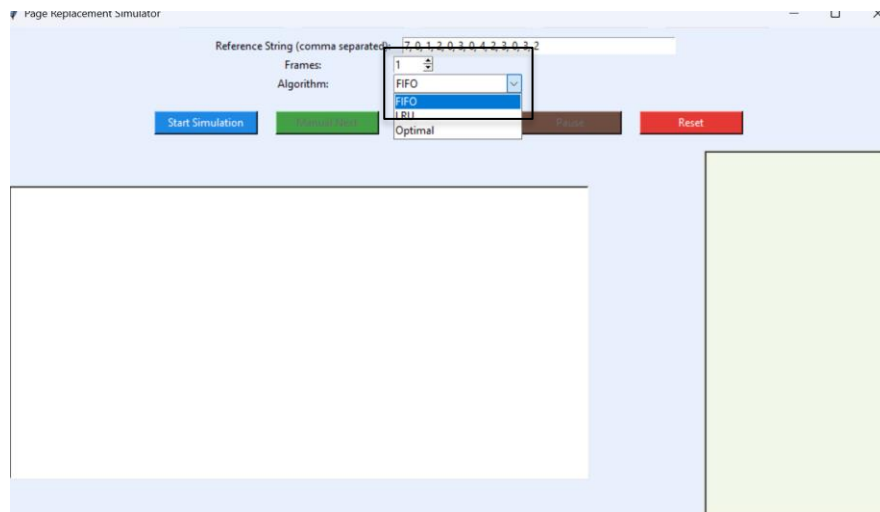 Page Replacement Simulator
Reference String (comma separated): 7, 0, 1, 2, 0, 3, 0, 4, 2, 3, 0, 3, 2
Frames: 1
Algorithm: FIFO
FIFO
LRU
Optimal
Start Simulation Manual Next Pause Reset